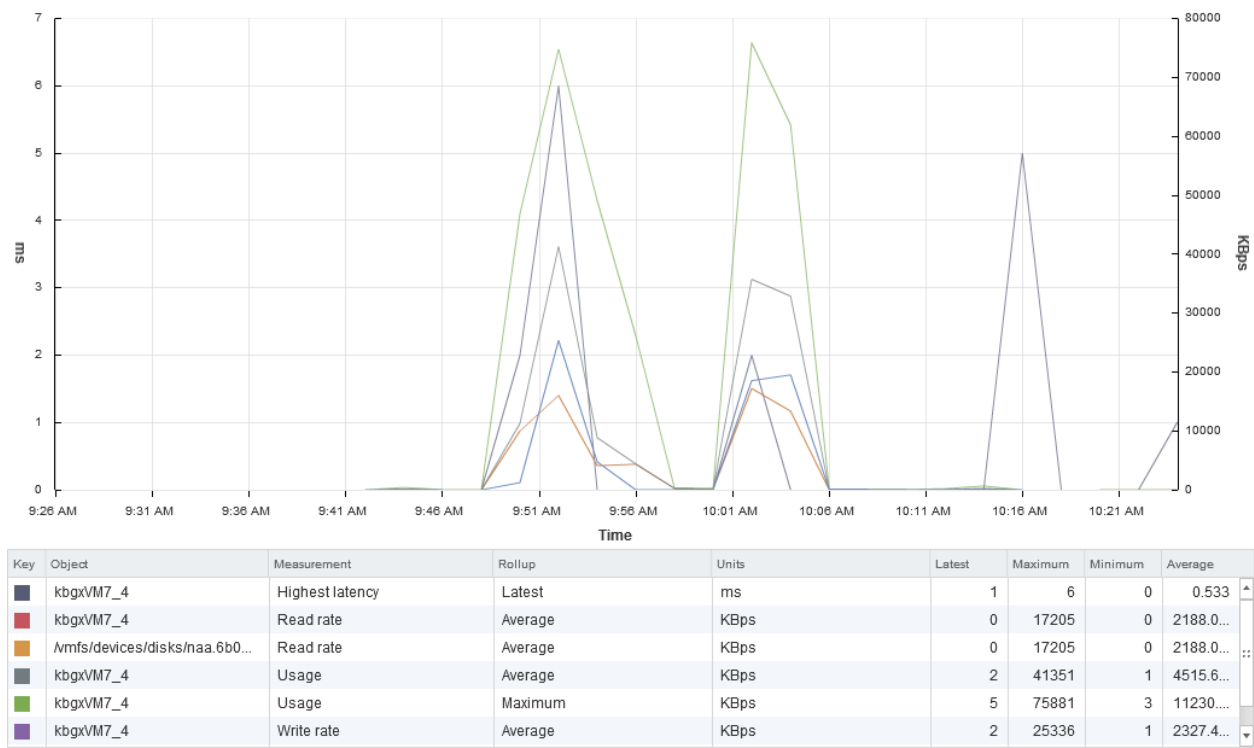 7
6
5
4
3
2
1
0
ms
80000
70000
60000
50000
40000
30000
20000
10000
0
KBps
9:26 AM 9:31 AM 9:36 AM 9:41 AM 9:46 AM 9:51 AM 9:56 AM 10:01 AM 10:06 AM 10:11 AM 10:16 AM 10:21 AM
Time
Key Object Measurement Rollup Units Latest Maximum Minimum Average
kbgxVM7_4 Highest latency Latest ms 1 6 0 0.533
kbgxVM7_4 Read rate Average KBps 0 17205 0 2188.0...
/vmfs/devices/disks/naa.6b0... Read rate Average KBps 0 17205 0 2188.0...
kbgxVM7_4 Usage Average KBps 2 41351 1 4515.6...
kbgxVM7_4 Usage Maximum KBps 5 75881 3 11230....
kbgxVM7_4 Write rate Average KBps 2 25336 1 2327.4...